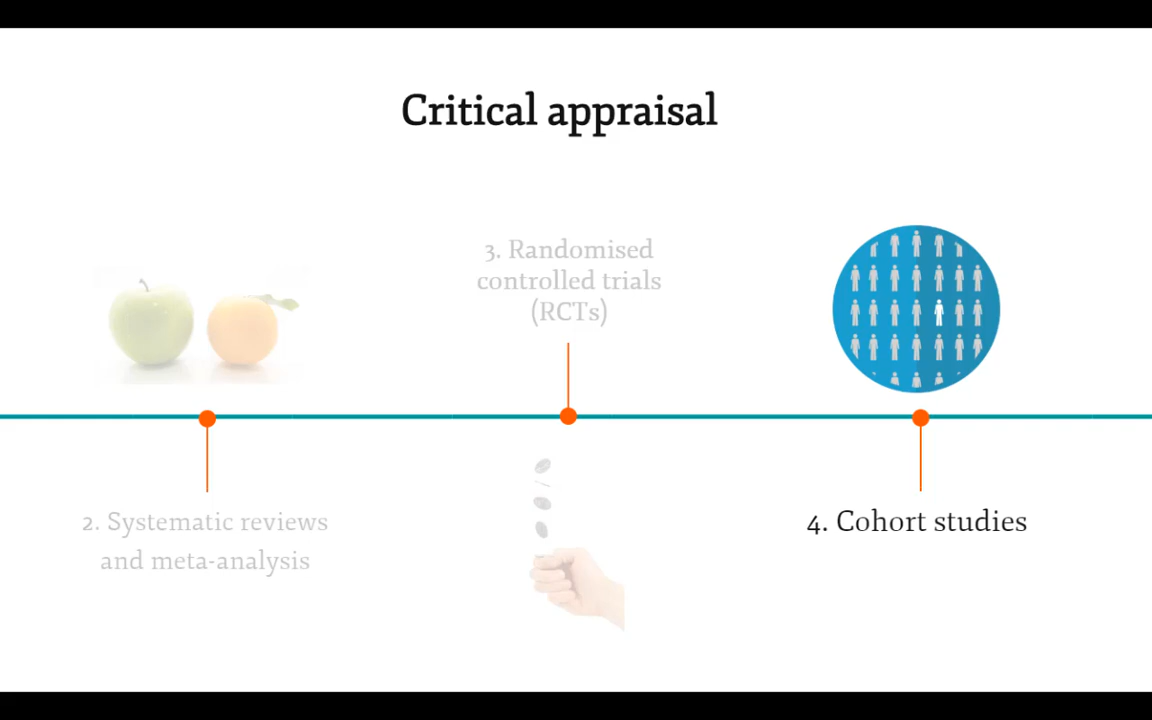 Critical appraisal
3. Randomised
controlled trials
(RCTs)
2. Systematic reviews
and meta-analysis
4. Cohort studies